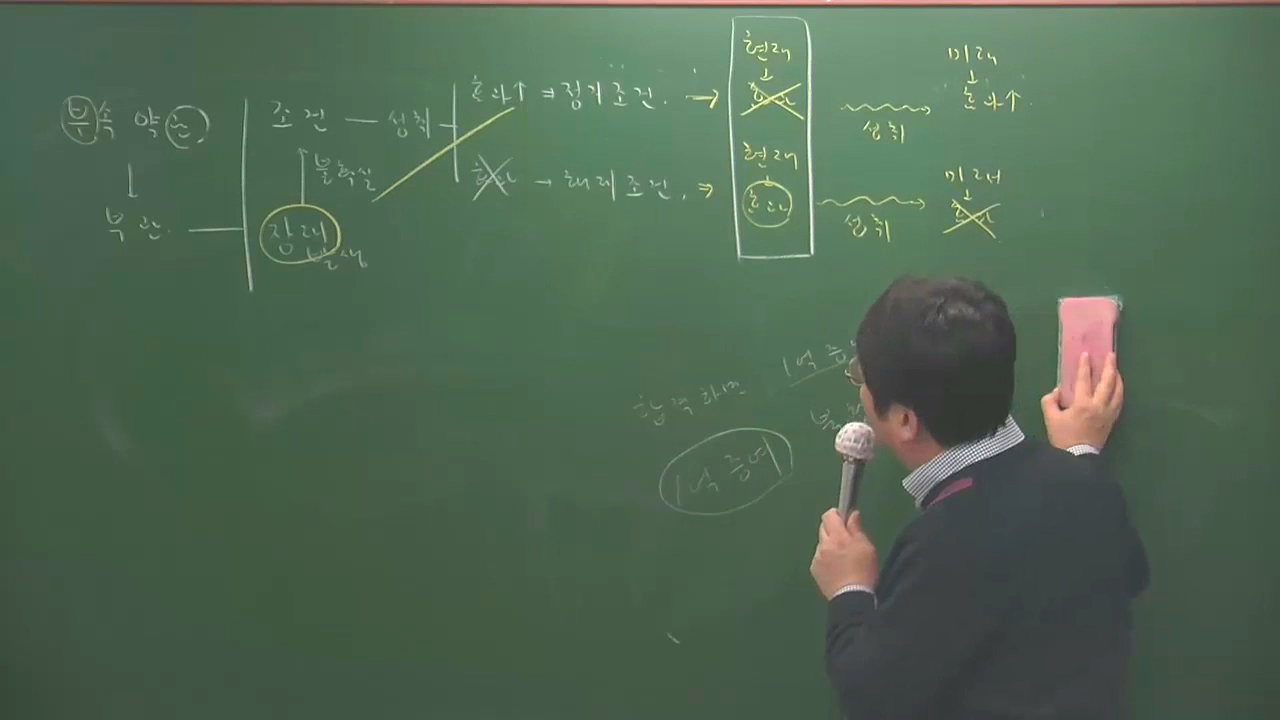 부속 약관
부관
조건 — 성취
불확실
장래
발생
효과↑ ⇒ 정지조건. →
효과 → 해제조건. ⇒
현재
효과
현재
효과
성취
성취
미래
효과↑.
미래
효과
합격하면 1억 증여
1억 증여